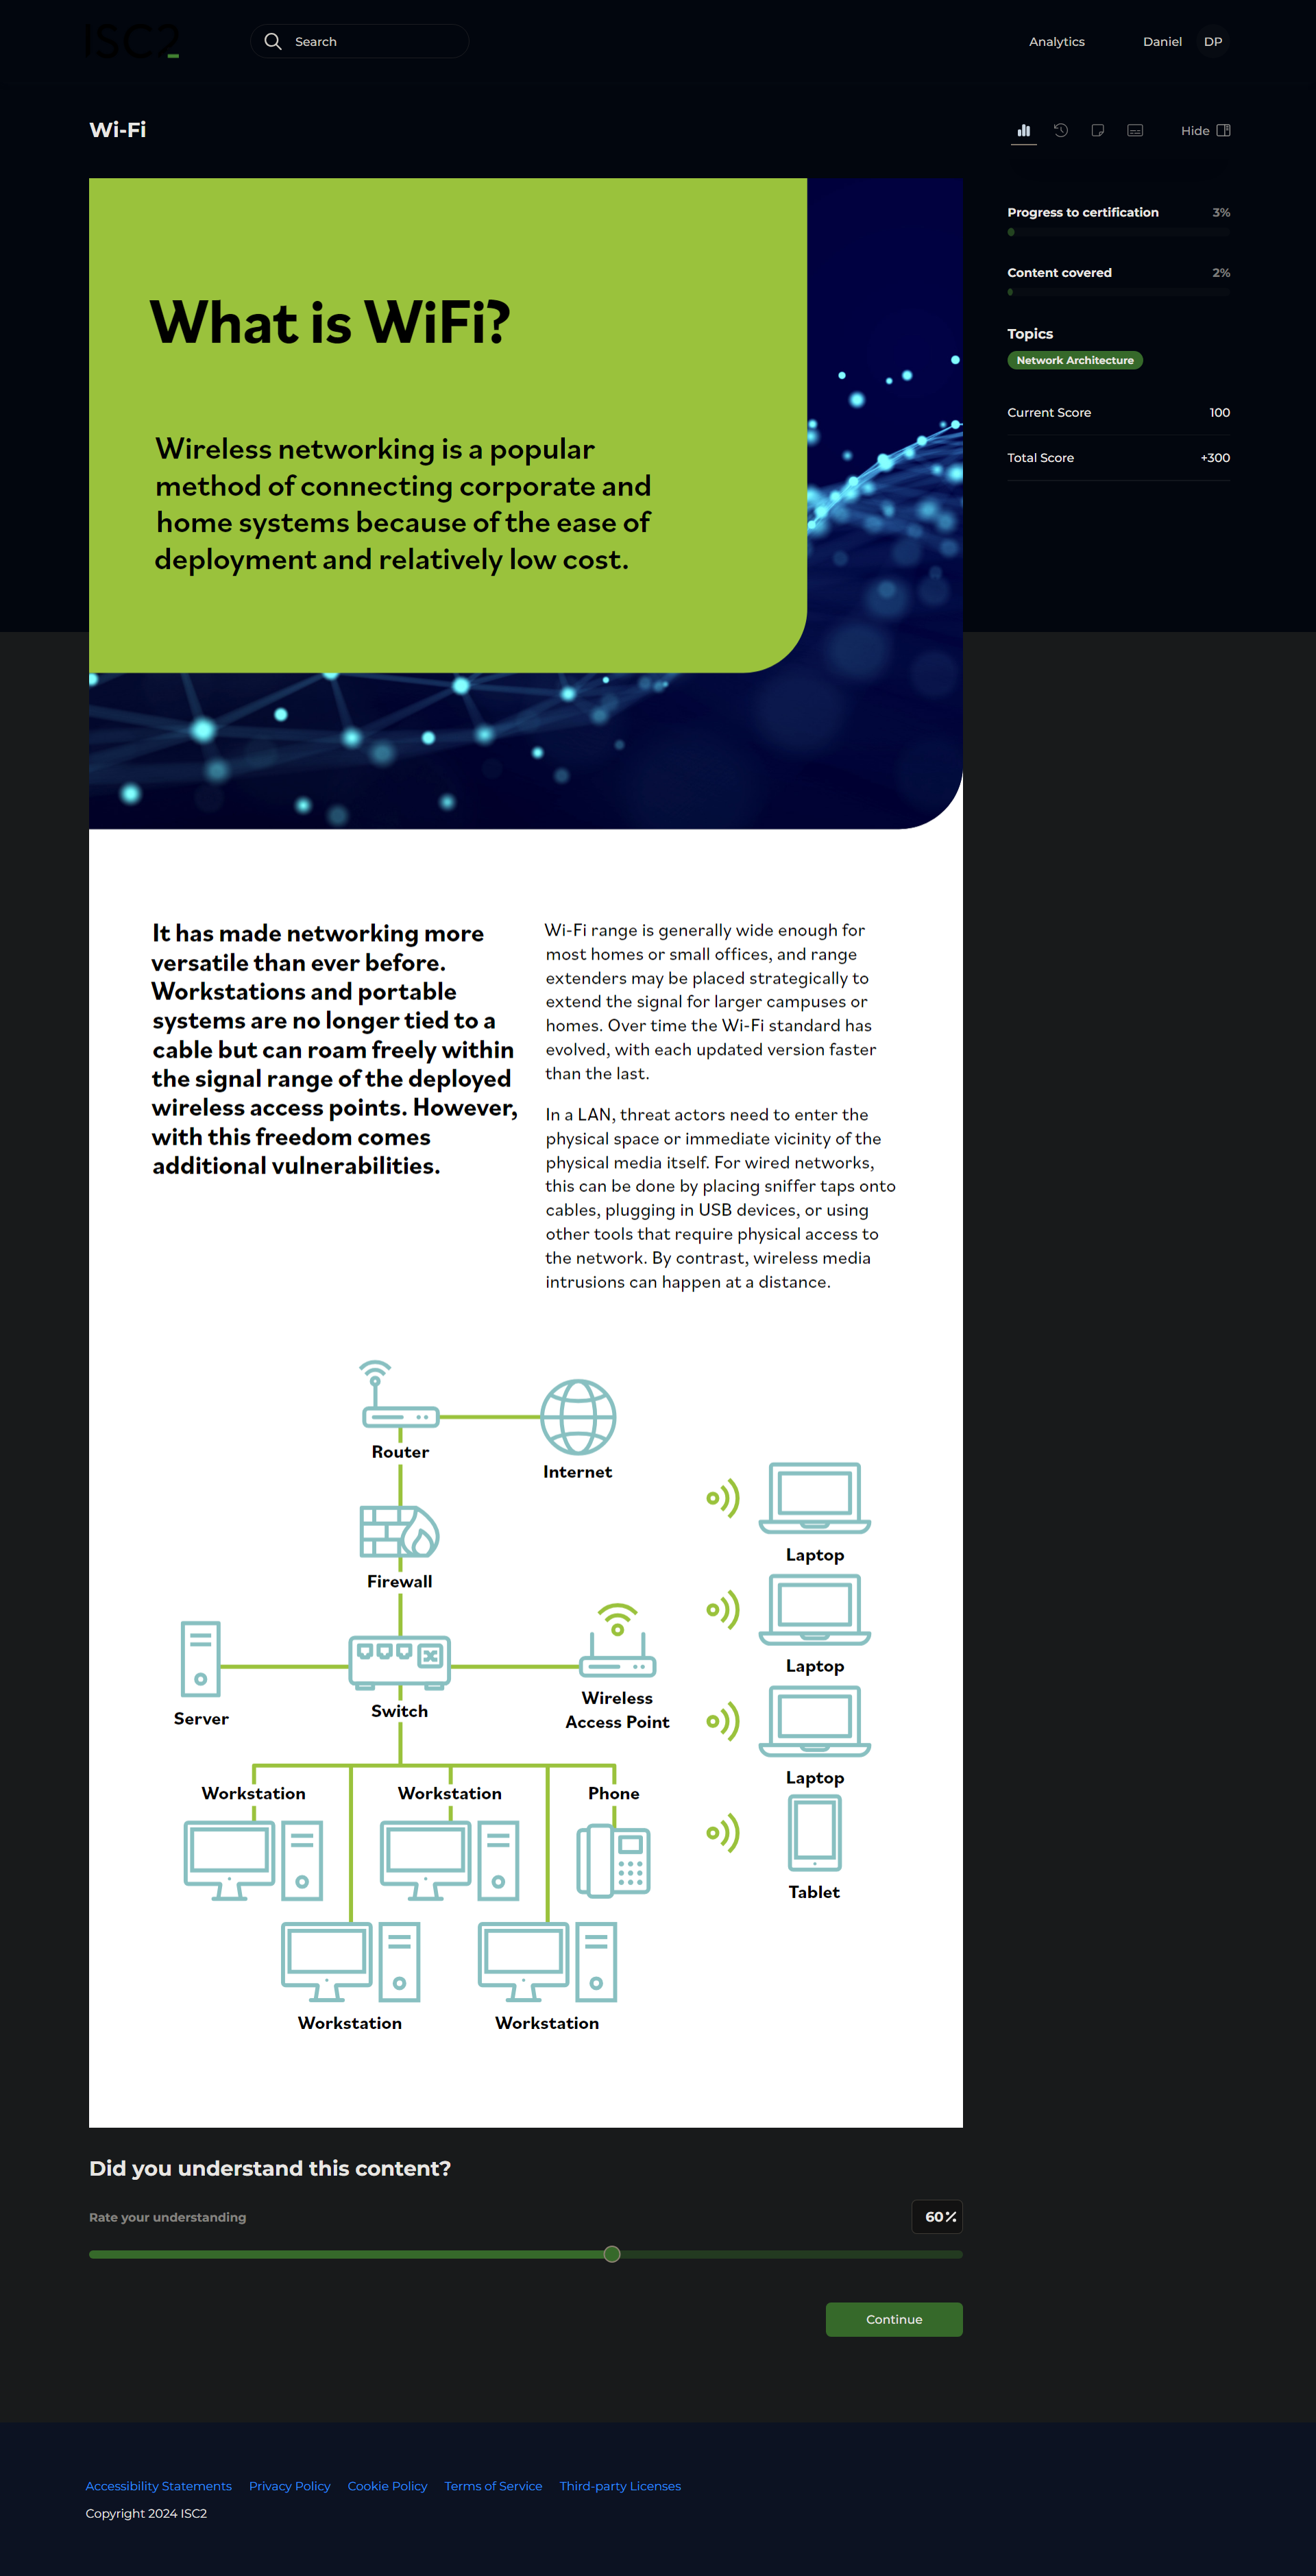 ISC2
Search
Analytics
Daniel
DP
Wi-Fi
Hide
Progress to certification 3%
Content covered 2%
Topics
Network Architecture
Current Score 100
Total Score +300
What is WiFi?
Wireless networking is a popular
method of connecting corporate and
home systems because of the ease of
deployment and relatively low cost.
It has made networking more
versatile than ever before.
Workstations and portable
systems are no longer tied to a
cable but can roam freely within
the signal range of the deployed
wireless access points. However,
with this freedom comes
additional vulnerabilities.
Wi-Fi range is generally wide enough for
most homes or small offices, and range
extenders may be placed strategically to
extend the signal for larger campuses or
homes. Over time the Wi-Fi standard has
evolved, with each updated version faster
than the last.
In a LAN, threat actors need to enter the
physical space or immediate vicinity of the
physical media itself. For wired networks,
this can be done by placing sniffer taps onto
cables, plugging in USB devices, or using
other tools that require physical access to
the network. By contrast, wireless media
intrusions can happen at a distance.
Router
Internet
Laptop
Firewall
Laptop
Server
Switch
Wireless
Access Point
Laptop
Workstation
Workstation
Phone
Tablet
Workstation
Workstation
Did you understand this content?
Rate your understanding
60%
Continue
Accessibility Statements
Privacy Policy
Cookie Policy
Terms of Service
Third-party Licenses
Copyright 2024 ISC2